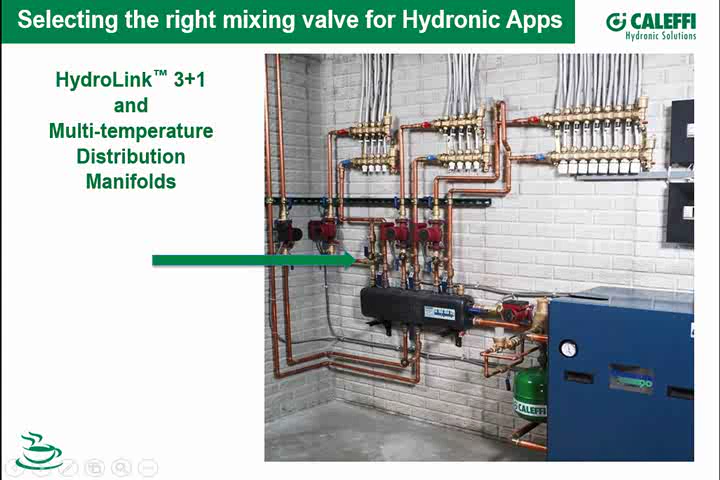 Selecting the right mixing valve for Hydronic Apps
CALEFFI
Hydronic Solutions
HydroLink™ 3+1
and
Multi-temperature
Distribution
Manifolds
CALEFFI